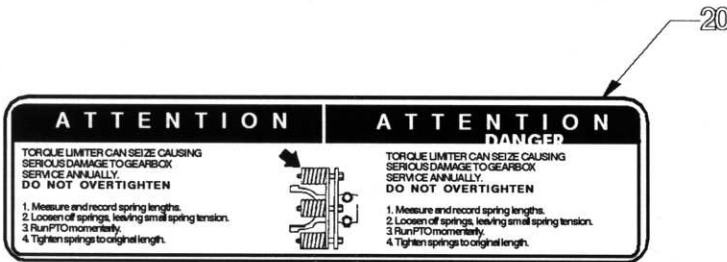 20
ATTENTION
TORQUE LIMITER CAN SEIZE CAUSING
SERIOUS DAMAGE TO GEARBOX
SERVICE ANNUALLY.
DO NOT OVERTIGHTEN
1. Measure and record spring lengths.
2. Loosen off springs, leaving small spring tension.
3. Run PTO momentarily.
4. Tighten springs to original length.
ATTENTION
DANGER
TORQUE LIMITER CAN SEIZE CAUSING
SERIOUS DAMAGE TO GEARBOX
SERVICE ANNUALLY.
DO NOT OVERTIGHTEN
1. Measure and record spring lengths.
2. Loosen off springs, leaving small spring tension.
3. Run PTO momentarily.
4. Tighten springs to original length.